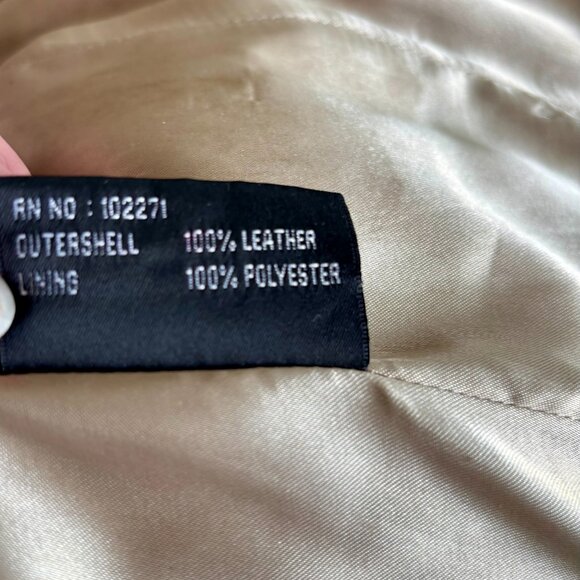 RN NO : 102271
OUTERSHELL 100% LEATHER
LINING 100% POLYESTER